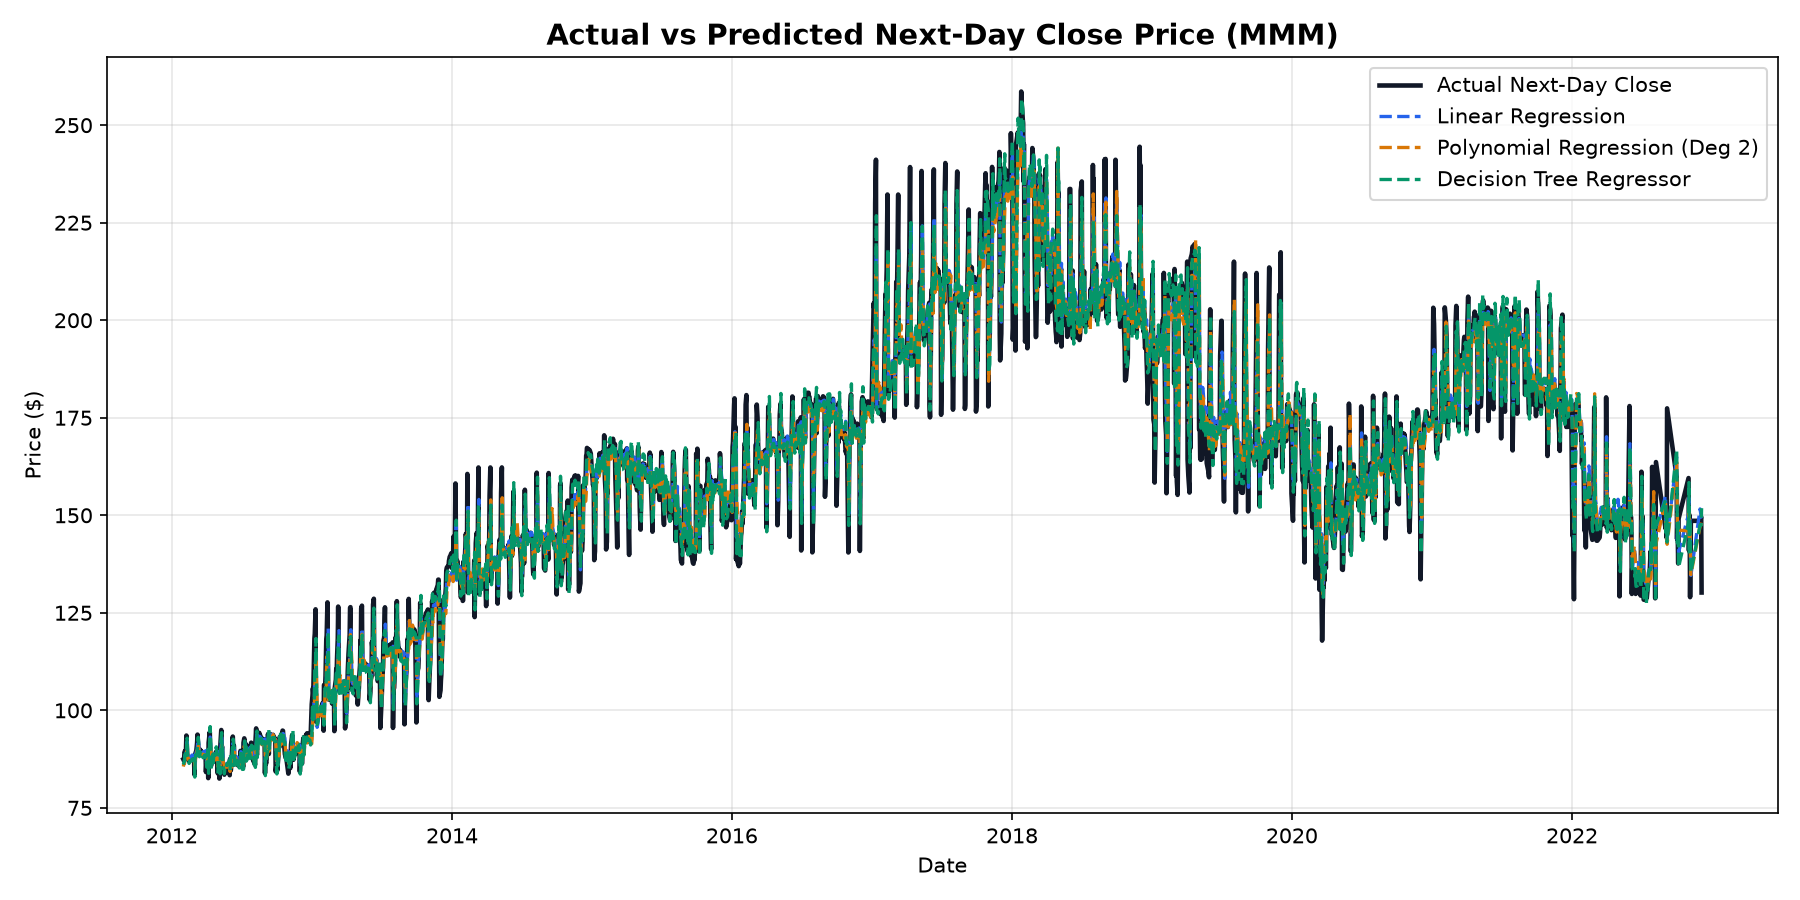 Actual vs Predicted Next-Day Close Price (MMM)
Actual Next-Day Close
Linear Regression
Polynomial Regression (Deg 2)
Decision Tree Regressor
Price ($)
250
225
200
175
150
125
100
75
2012 2014 2016 2018 2020 2022
Date